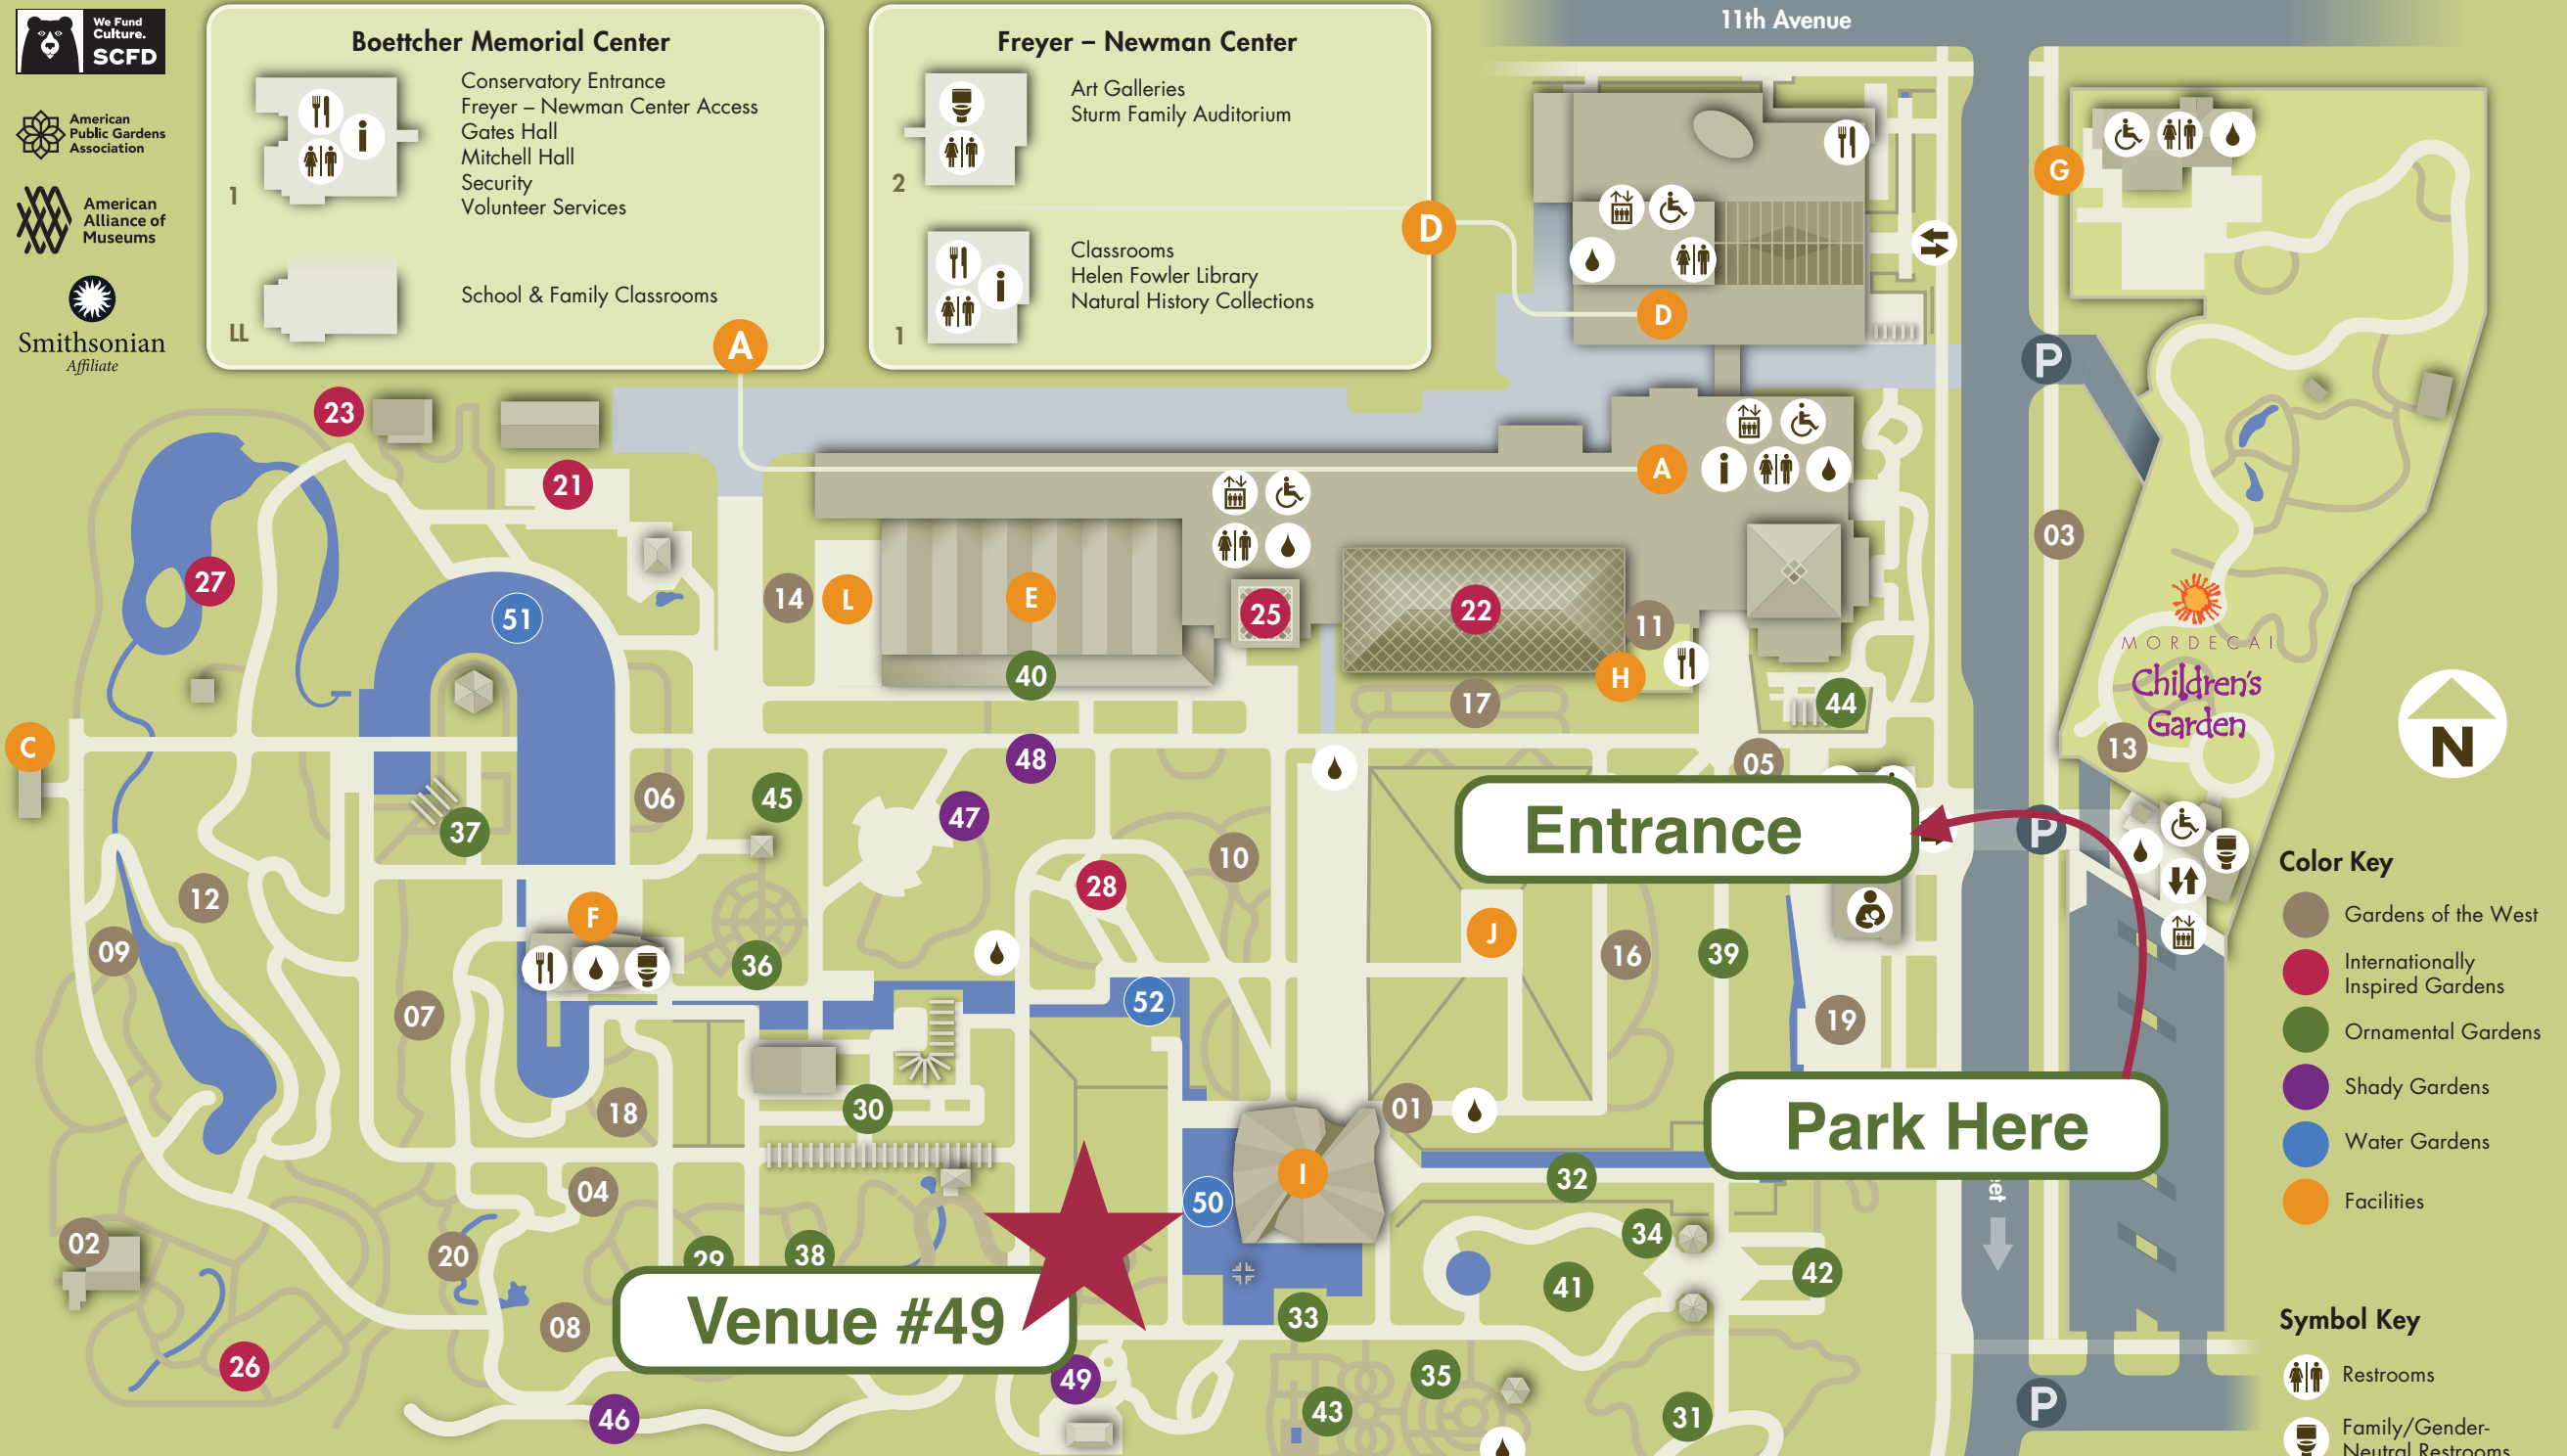 We Fund
Culture.
SCFD
American
Public Gardens
Association
American
Alliance of
Museums
Smithsonian
Affiliate
Boettcher Memorial Center
Conservatory Entrance
Freyer – Newman Center Access
Gates Hall
Mitchell Hall
Security
Volunteer Services
1
School & Family Classrooms
LL
A
Freyer – Newman Center
Art Galleries
Sturm Family Auditorium
2
Classrooms
Helen Fowler Library
Natural History Collections
1
D
11th Avenue
D
G
P
A
03
23
21
27
51
14
L
E
25
22
11
H
40
17
44
MORDECAI
Children's
Garden
13
N
C
48
05
06
45
47
37
10
28
Entrance
P
12
F
09
36
J
16
39
07
52
19
18
30
01
Park Here
04
50
I
32
02
20
29
38
34
41
42
Venue #49
33
08
26
49
35
46
43
31
P
Color Key
Gardens of the West
Internationally
Inspired Gardens
Ornamental Gardens
Shady Gardens
Water Gardens
Facilities
Symbol Key
Restrooms
Family/Gender-
Neutral Restrooms